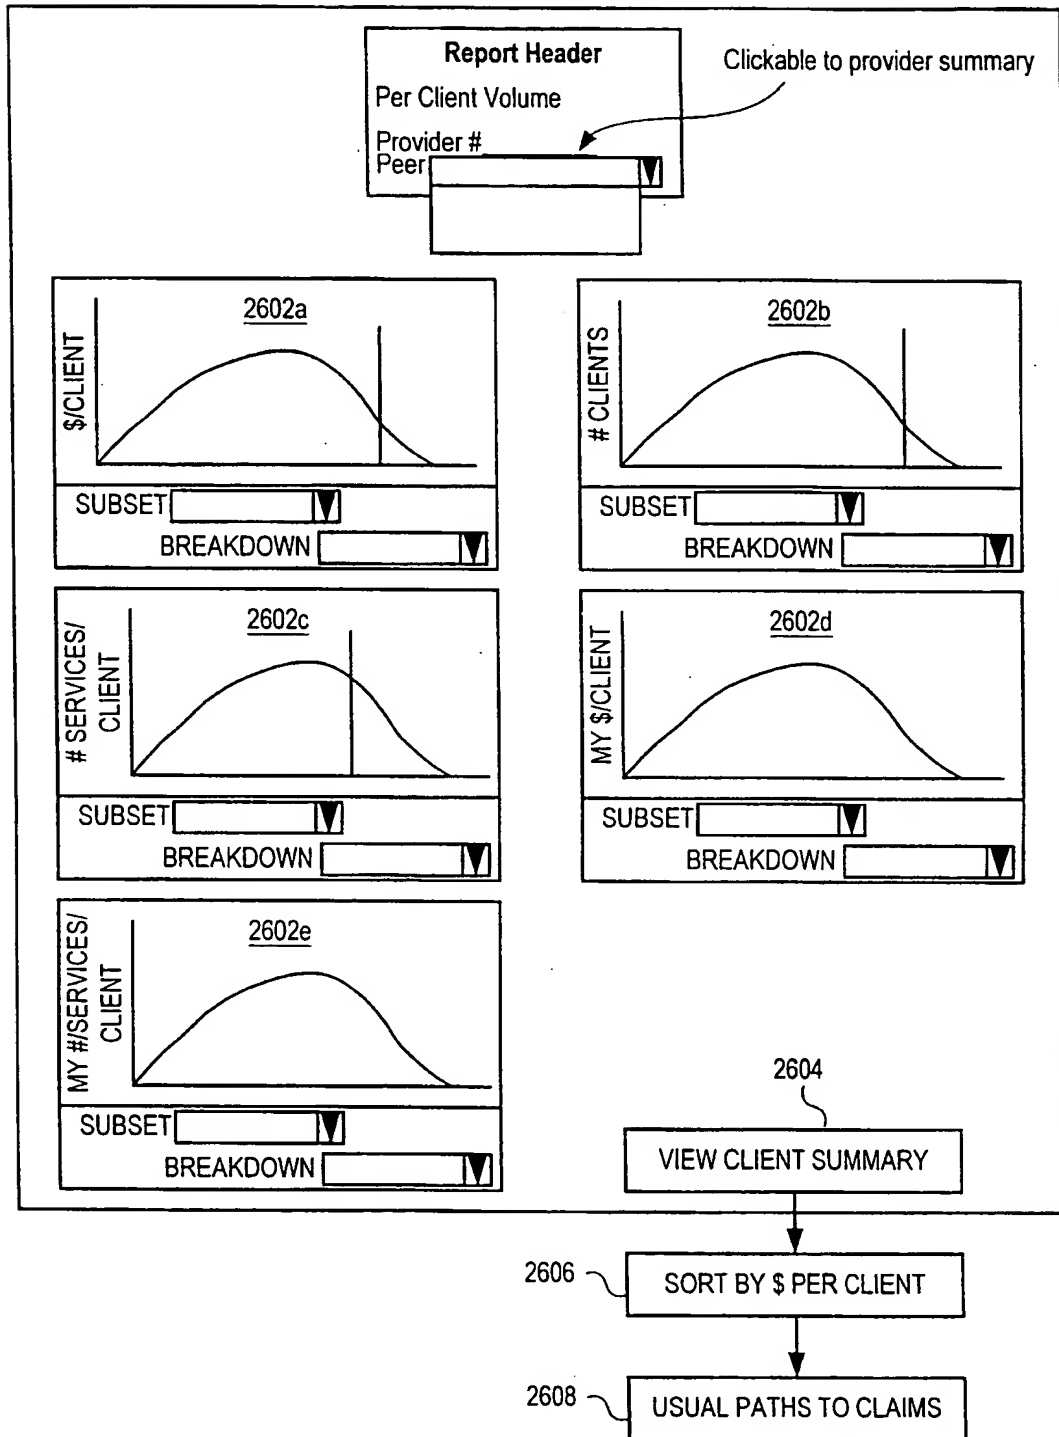 Report Header
Clickable to provider summary
Per Client Volume
Provider #
Peer
2602a
$/CLIENT
SUBSET
BREAKDOWN
2602b
# CLIENTS
SUBSET
BREAKDOWN
2602c
# SERVICES/
CLIENT
SUBSET
BREAKDOWN
2602d
MY $/CLIENT
SUBSET
BREAKDOWN
2602e
MY #/SERVICES/
CLIENT
SUBSET
BREAKDOWN
2604
VIEW CLIENT SUMMARY
2606
SORT BY $ PER CLIENT
2608
USUAL PATHS TO CLAIMS